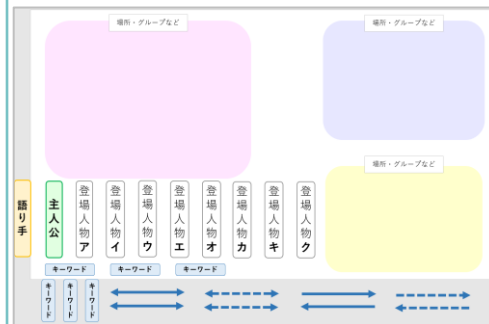 場所・グループなど
場所・グループなど
場所・グループなど
語り手
主人公
登場人物ア
登場人物イ
登場人物ウ
登場人物エ
登場人物オ
登場人物カ
登場人物キ
登場人物ク
キーワード
キーワード
キーワード
キーワード
キーワード
キーワード